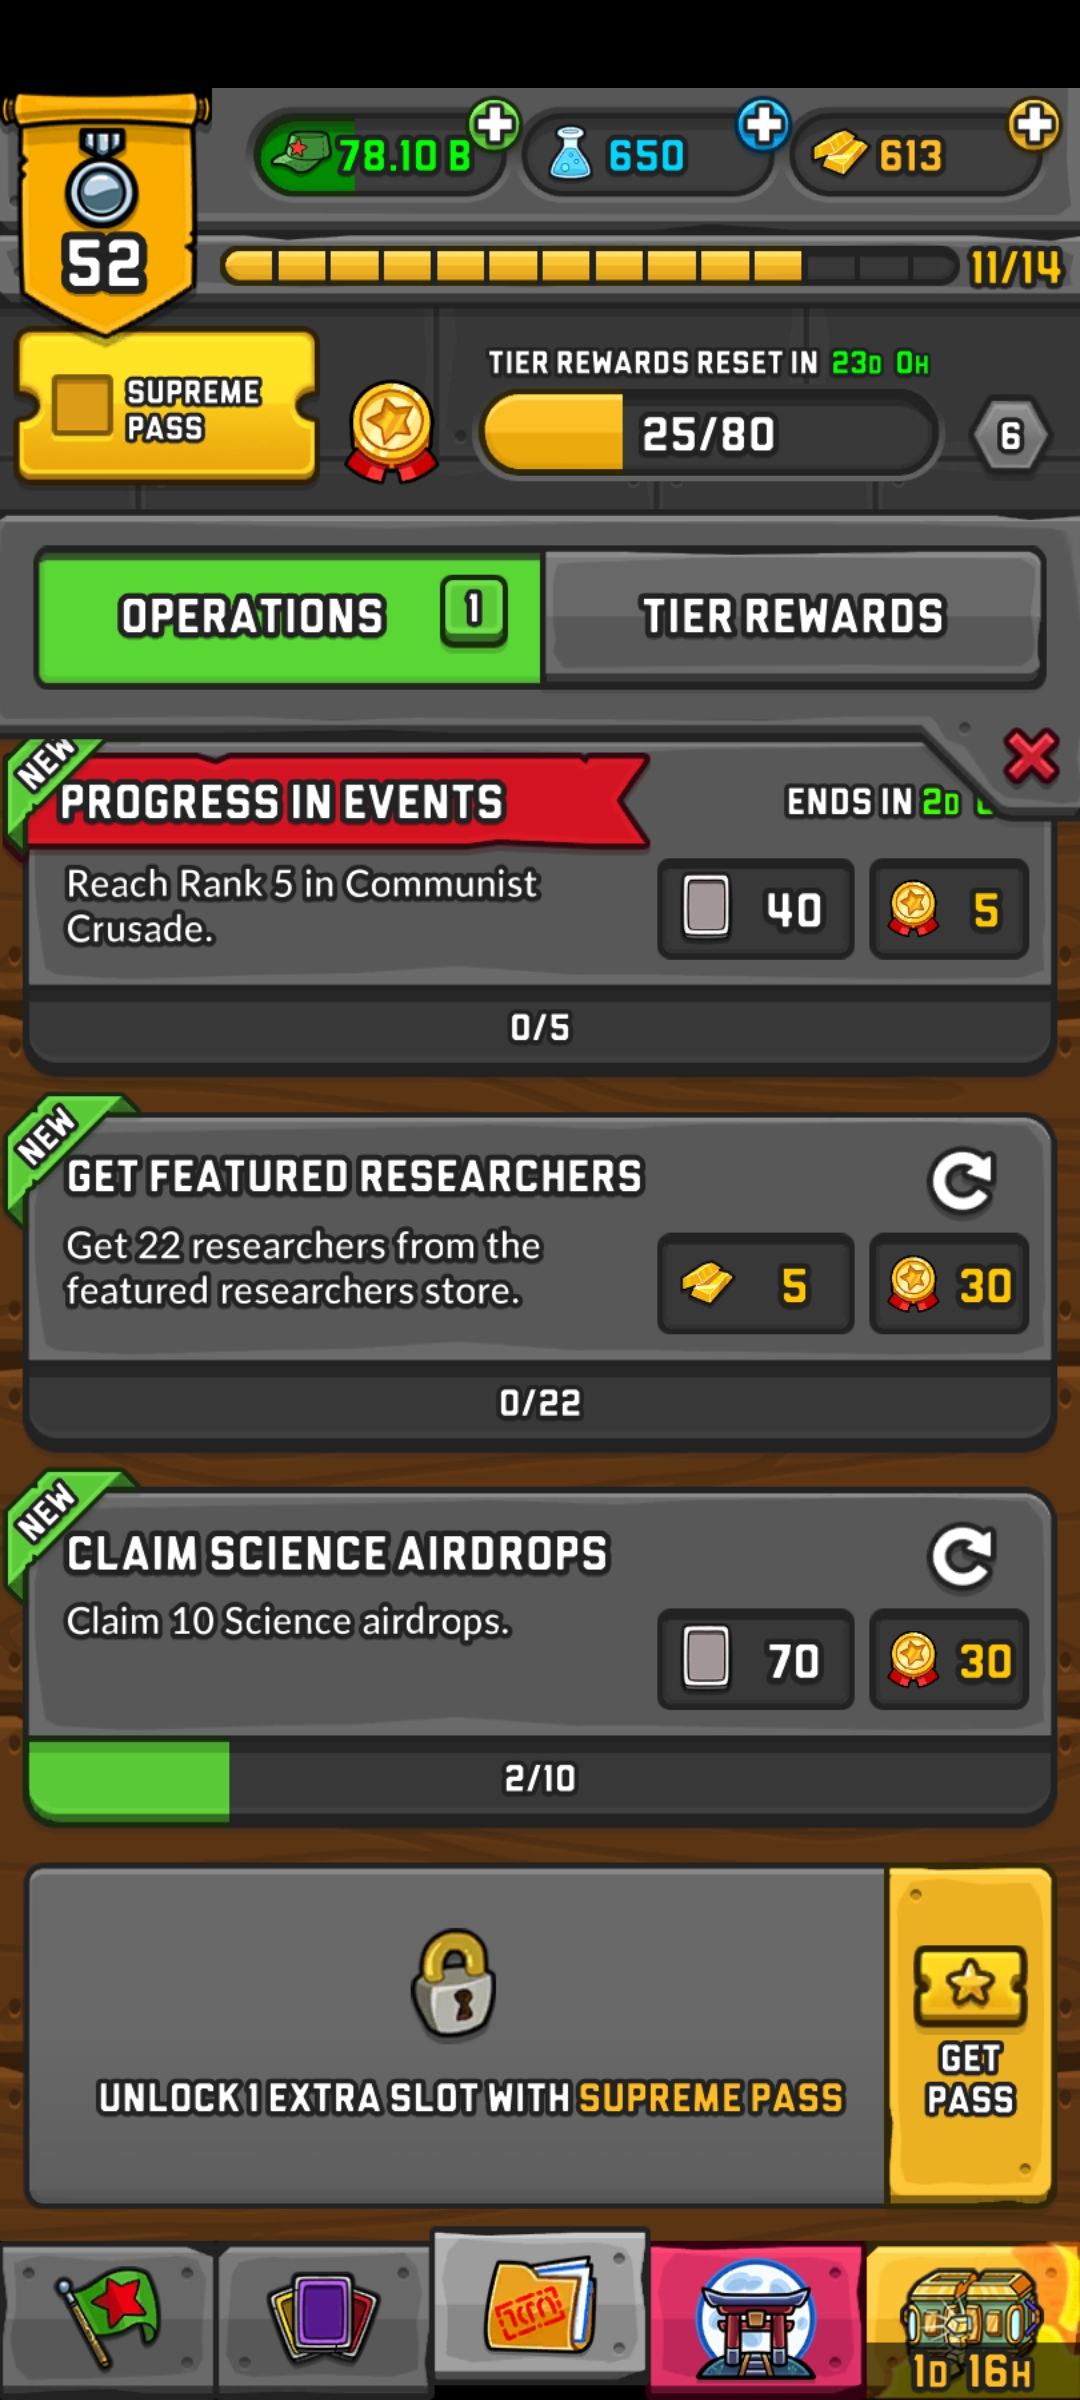 78.10 B
650
613
52
11/14
SUPREME
PASS
TIER REWARDS RESET IN 23D 0H
25/80
6
OPERATIONS
1
TIER REWARDS
NEW
PROGRESS IN EVENTS
ENDS IN 2D
Reach Rank 5 in Communist
Crusade.
40
5
0/5
NEW
GET FEATURED RESEARCHERS
Get 22 researchers from the
featured researchers store.
5
30
0/22
NEW
CLAIM SCIENCE AIRDROPS
Claim 10 Science airdrops.
70
30
2/10
UNLOCK 1 EXTRA SLOT WITH SUPREME PASS
GET
PASS
1D 16H